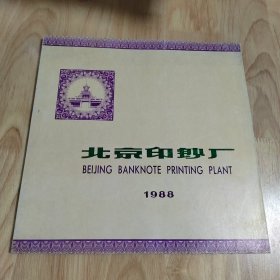 北京印钞厂
BEIJING BANKNOTE PRINTING PLANT
1988